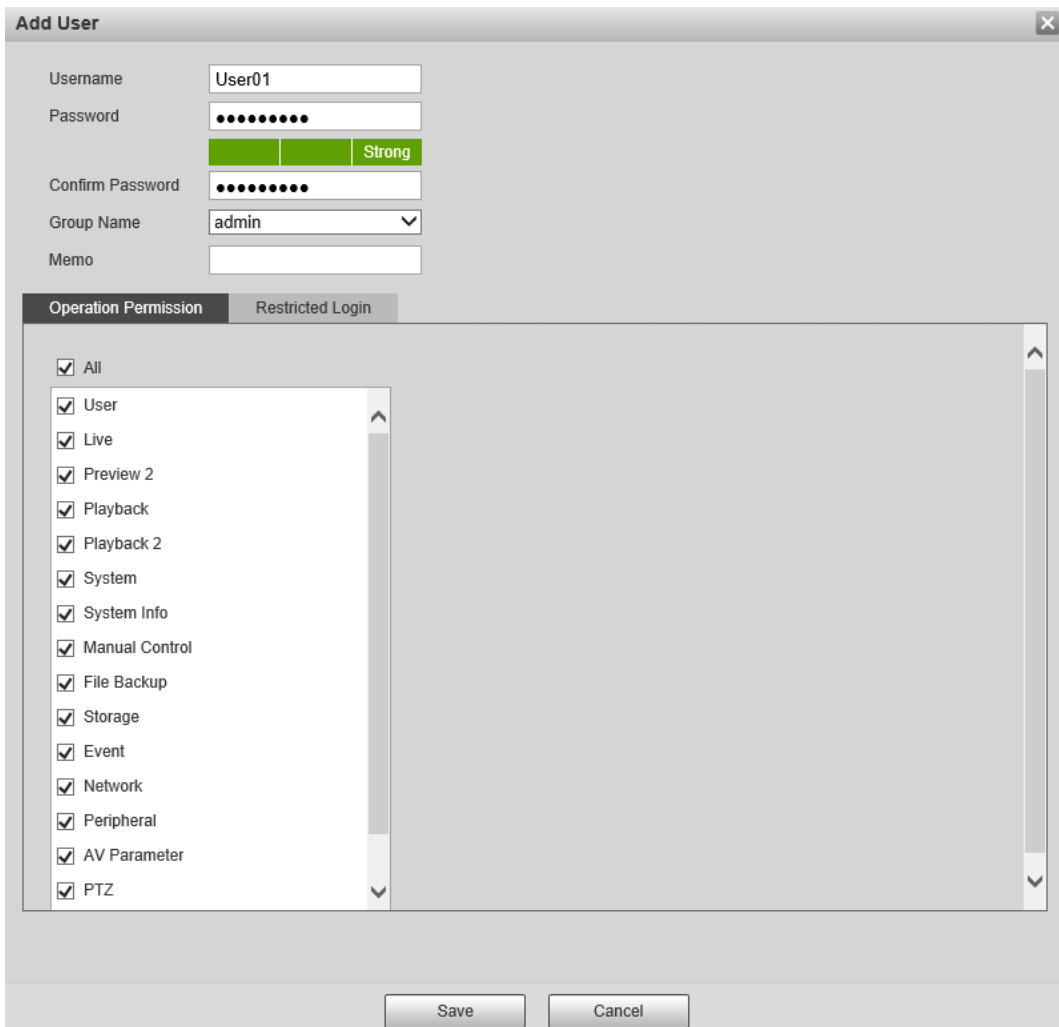 Add User
Username User01
Password •••••••••
Strong
Confirm Password •••••••••
Group Name admin
Memo
Operation Permission Restricted Login
All
User
Live
Preview 2
Playback
Playback 2
System
System Info
Manual Control
File Backup
Storage
Event
Network
Peripheral
AV Parameter
PTZ
Save Cancel